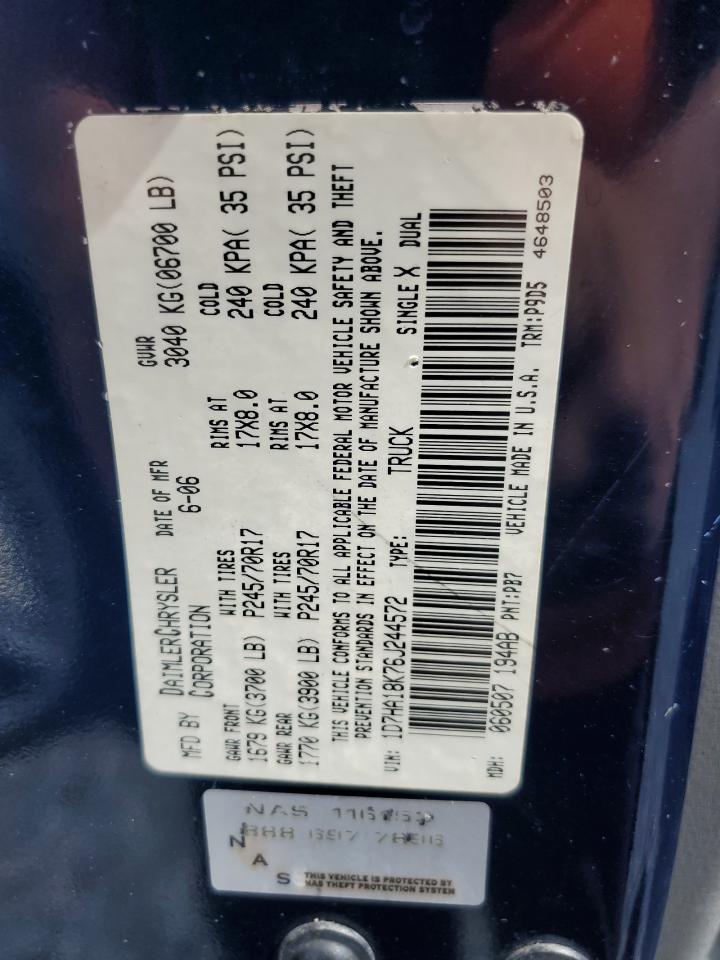 MFD BY DAIMLERCHRYSLER CORPORATION DATE OF MFR 6-06 GVWR 3040 KG(06700 LB)
GAWR FRONT WITH TIRES RIMS AT COLD
1679 KG(3700 LB) P245/70R17 17X8.0 240 KPA( 35 PSI)
GAWR REAR WITH TIRES RIMS AT COLD
1770 KG(3900 LB) P245/70R17 17X8.0 240 KPA( 35 PSI)
THIS VEHICLE CONFORMS TO ALL APPLICABLE FEDERAL MOTOR VEHICLE SAFETY AND THEFT
PREVENTION STANDARDS IN EFFECT ON THE DATE OF MANUFACTURE SHOWN ABOVE.
VIN: 1D7HA18K76J244572 TYPE: TRUCK SINGLE X DUAL
MDH: 060507 194AB PNT:PB7 VEHICLE MADE IN U.S.A. TRM:P9D5 4648503
NAS
888
N
A
S
THIS VEHICLE IS PROTECTED BY
NAS THEFT PROTECTION SYSTEM